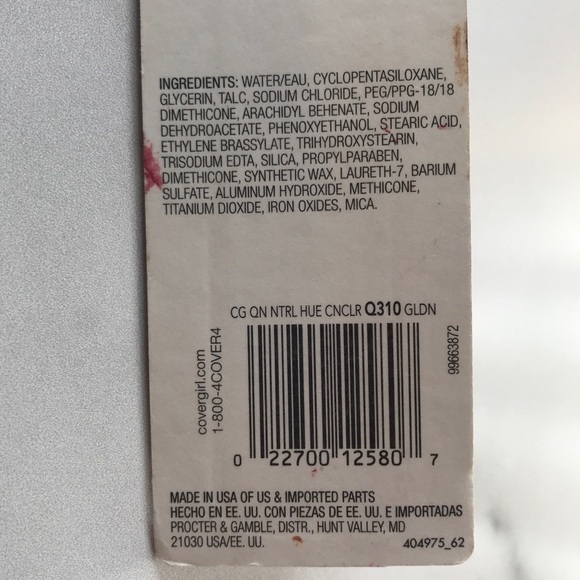 INGREDIENTS: WATER/EAU, CYCLOPENTASILOXANE,
GLYCERIN, TALC, SODIUM CHLORIDE, PEG/PPG-18/18
DIMETHICONE, ARACHIDYL BEHENATE, SODIUM
DEHYDROACETATE, PHENOXYETHANOL, STEARIC ACID,
ETHYLENE BRASSYLATE, TRIHYDROXYSTEARIN,
TRISODIUM EDTA, SILICA, PROPYLPARABEN,
DIMETHICONE, SYNTHETIC WAX, LAURETH-7, BARIUM
SULFATE, ALUMINUM HYDROXIDE, METHICONE,
TITANIUM DIOXIDE, IRON OXIDES, MICA.
CG QN NTRL HUE CNCLR Q310 GLDN
covergirl.com
1-800-4COVER4
99663872
0 22700 12580 7
MADE IN USA OF US & IMPORTED PARTS
HECHO EN EE. UU. CON PIEZAS DE EE. UU. E IMPORTADAS
PROCTER & GAMBLE, DISTR., HUNT VALLEY, MD
21030 USA/EE. UU.
404975_62